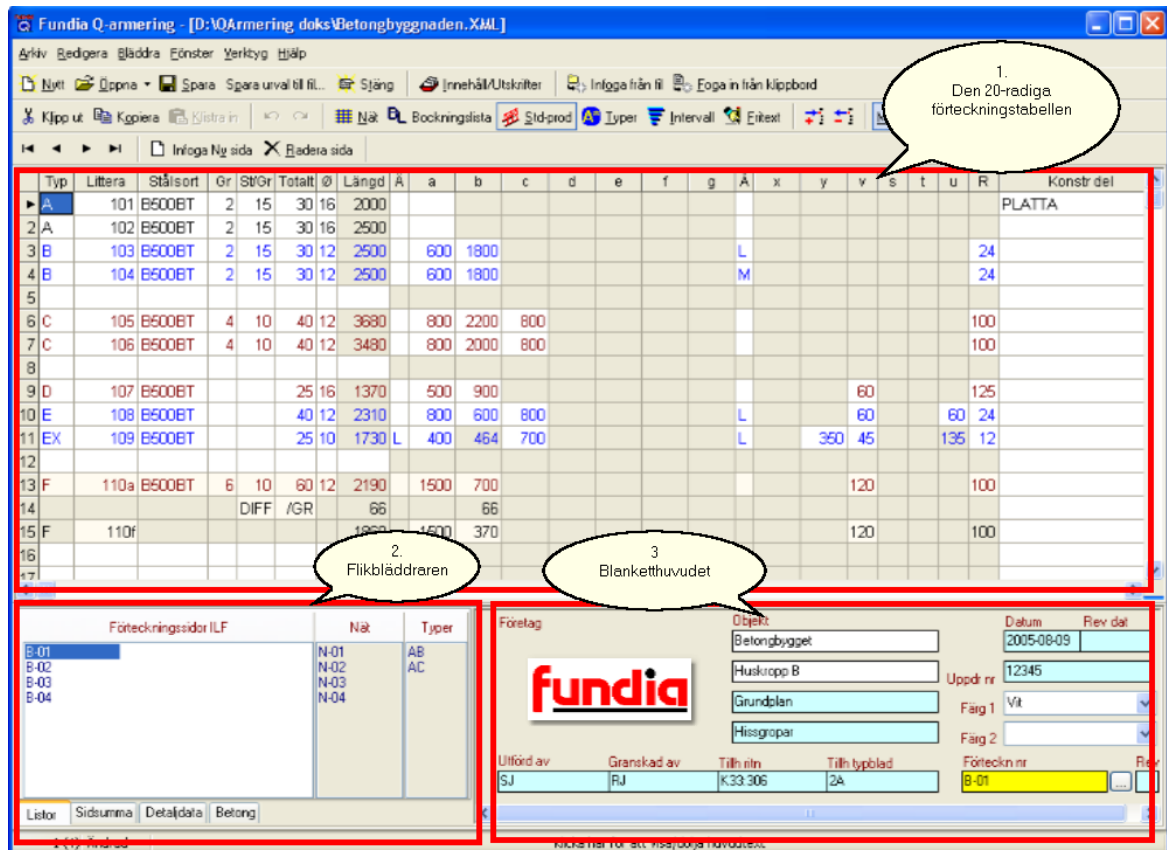 Fundia Q-armering - [D:\QArmering doks\Betongbyggnaden.XML]
Arkiv Redigera Bläddra Fönster Verktyg Hjälp
Nytt Öppna Spara Spara urval till fil... Stäng Innehåll/Utskrifter Infoga från fil Foga in från klippbord
Klipp ut Kopiera Klistra in Nät Bockningslista Std-prod Typer Intervall Fritext
Infoga Ny sida Radera sida
1.
Den 20-radiga
förteckningstabellen
Typ Littera Stålsort Gr St/Gr Totalt Ø Längd Ä a b c d e f g Å x y v s t u R Konstr del
A 101 B500BT 2 15 30 16 2000 PLATTA
2 A 102 B500BT 2 15 30 16 2500
3 B 103 B500BT 2 15 30 12 2500 600 1800 L 24
4 B 104 B500BT 2 15 30 12 2500 600 1800 M 24
5
6 C 105 B500BT 4 10 40 12 3680 800 2200 800 100
7 C 106 B500BT 4 10 40 12 3480 800 2000 800 100
8
9 D 107 B500BT 25 16 1370 500 900 60 125
10 E 108 B500BT 40 12 2310 800 600 800 L 60 60 24
11 EX 109 B500BT 25 10 1730 L 400 464 700 L 350 45 135 12
12
13 F 110a B500BT 6 10 60 12 2190 1500 700 120 100
14 DIFF /GR 66 66
15 F 110f 1860 1500 370 120 100
16
17
2.
Flikbläddraren
3
Blanketthuvudet
Förteckningssidor ILF Nät Typer
B-01 N-01 AB
B-02 N-02 AC
B-03 N-03
B-04 N-04
Listor Sidsumma Detaljdata Betong
Företag Objekt Datum Rev dat
Betongbygget 2005-08-09
Huskropp B Uppdr nr 12345
fundia
Grundplan Färg 1 Vit
Hissgropar Färg 2
Utförd av Granskad av Tillh ritn Tillh typblad Förteckn nr Rev
SJ RJ K33:306 2A B-01 ...
Klicka här för att visa/dölja huvudtext